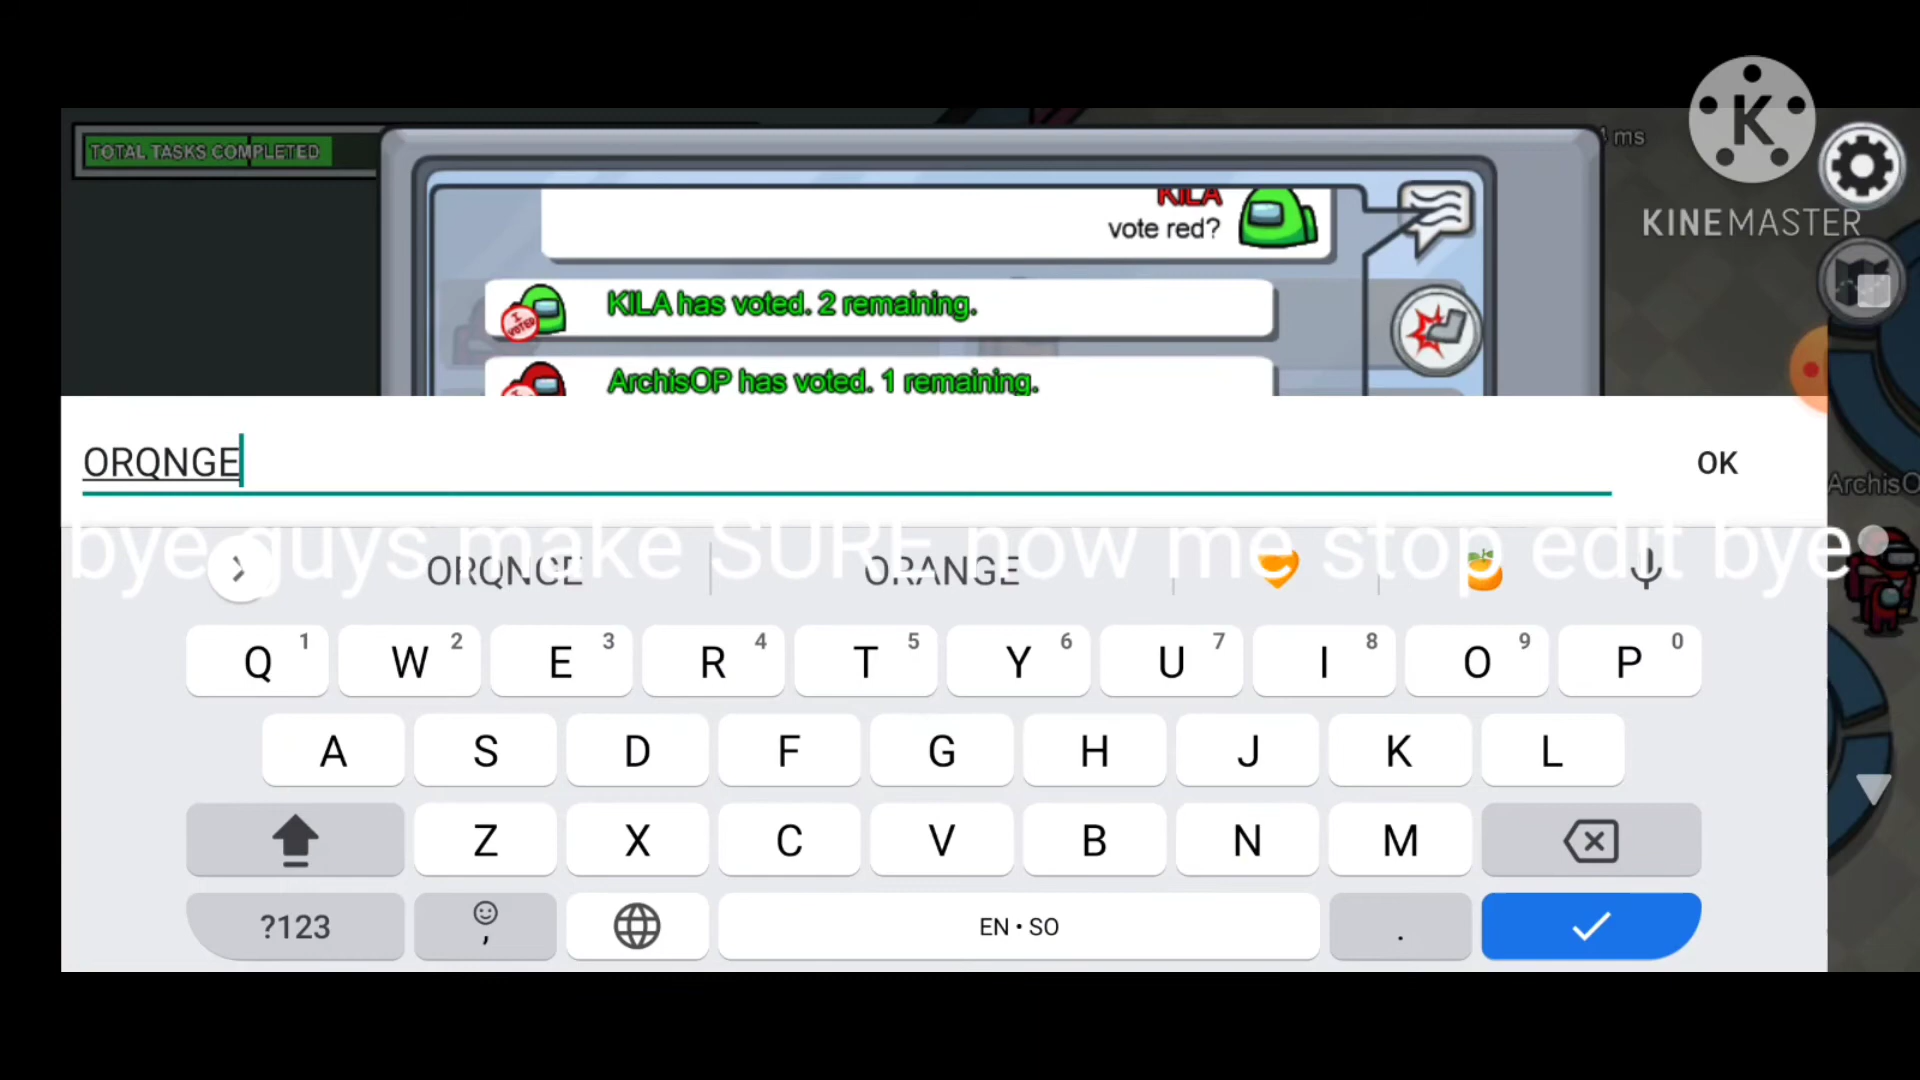 TOTAL TASKS COMPLETED
4 ms
KINEMASTER
K
KILA
vote red?
KILA has voted. 2 remaining.
I VOTED
ArchisOP has voted. 1 remaining.
ORQNGE
OK
ArchisO
bye guys make SURE now me stop edit bye
ORQNGE ORANGE
Q 1 W 2 E 3 R 4 T 5 Y 6 U 7 I 8 O 9 P 0
A S D F G H J K L
Z X C V B N M
?123 , EN • SO .